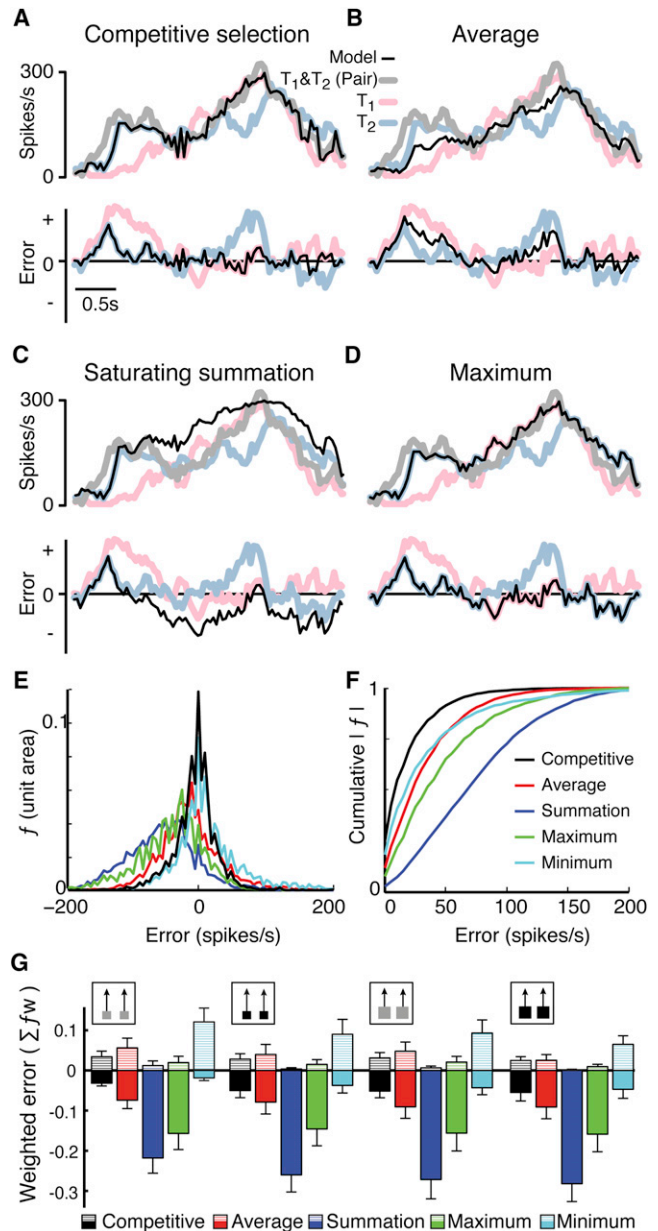 A
Competitive selection
300
Spikes/s
0
+
Error
0
-
0.5s
B
Average
Model
T1&T2 (Pair)
T1
T2
C
Saturating summation
300
Spikes/s
0
+
Error
0
-
D
Maximum
E
0.1
f (unit area)
0
-200
0
200
Error (spikes/s)
F
1
Cumulative | f |
0
Competitive
Average
Summation
Maximum
Minimum
0
50
100
150
200
Error (spikes/s)
G
Weighted error ( ∑ fw )
0.1
0
-0.1
-0.2
-0.3
Competitive Average Summation Maximum Minimum